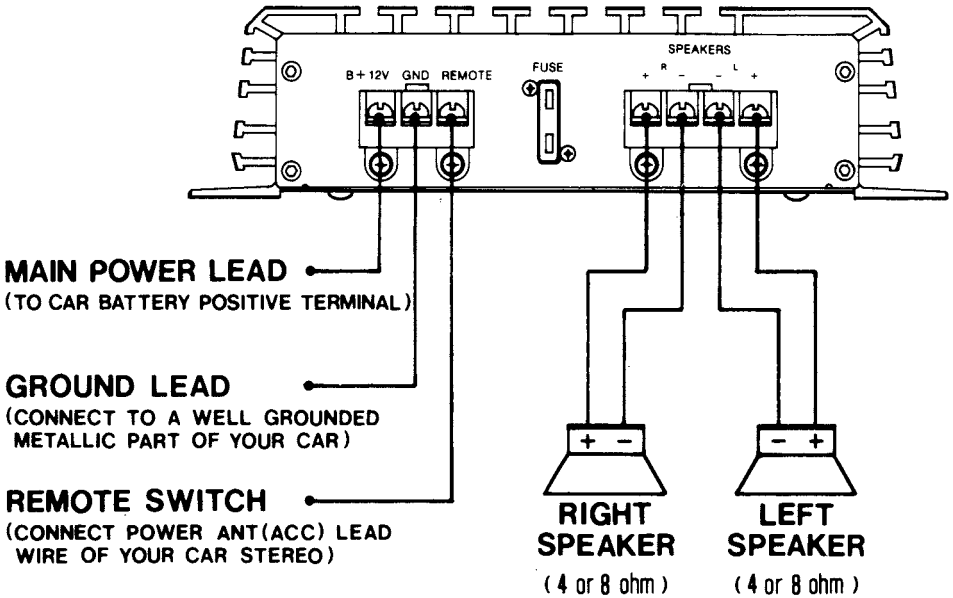 SPEAKERS
B+12V GND REMOTE
FUSE
+ R - - L +
MAIN POWER LEAD
(TO CAR BATTERY POSITIVE TERMINAL)
GROUND LEAD
(CONNECT TO A WELL GROUNDED
METALLIC PART OF YOUR CAR)
REMOTE SWITCH
(CONNECT POWER ANT(ACC) LEAD
WIRE OF YOUR CAR STEREO)
+ -
RIGHT
SPEAKER
(4 or 8 ohm)
- +
LEFT
SPEAKER
(4 or 8 ohm)